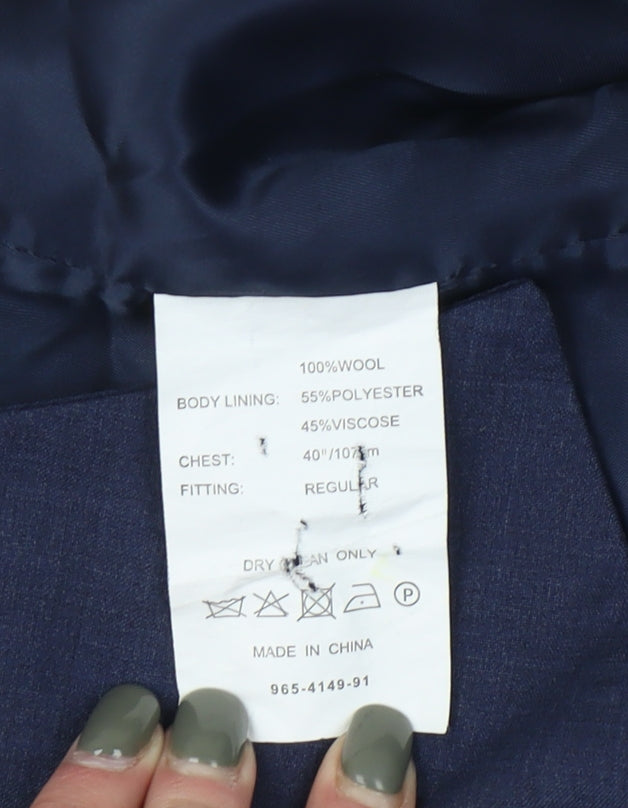 100%WOOL
BODY LINING: 55%POLYESTER
45%VISCOSE
CHEST: 40"/107cm
FITTING: REGULAR
DRY CLEAN ONLY
P
MADE IN CHINA
965-4149-91